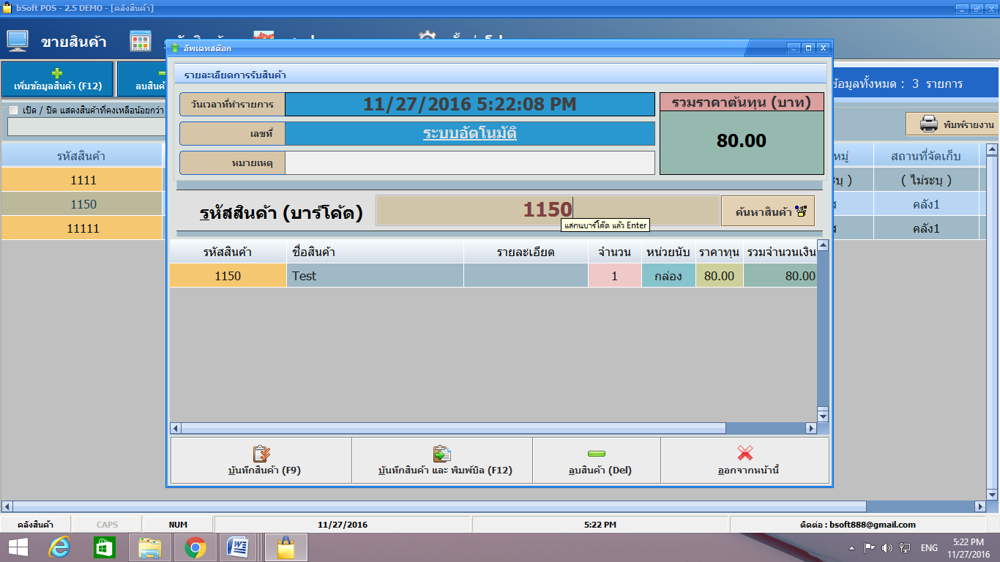 bSoft POS - 2.5 DEMO - [คลังสินค้า]
ขายสินค้า
อัพเดทสต๊อก
เพิ่มข้อมูลสินค้า (F12)
รายละเอียดการรับสินค้า
ข้อมูลทั้งหมด : 3 รายการ
เปิด / ปิด แสดงสินค้าที่คงเหลือน้อยกว่า
วันเวลาที่ทำรายการ
11/27/2016 5:22:08 PM
รวมราคาต้นทุน (บาท)
เลขที่
ระบบอัตโนมัติ
80.00
พิมพ์รายงาน
หมายเหตุ
รหัสสินค้า
สถานที่จัดเก็บ
1111
( ไม่ระบุ )
1150
คลัง1
11111
คลัง1
รหัสสินค้า (บาร์โค้ด)
1150
ค้นหาสินค้า
แสกนบาร์โค๊ด แล้ว Enter
รหัสสินค้า ชื่อสินค้า รายละเอียด จำนวน หน่วยนับ ราคาทุน รวมจำนวนเงิน
1150 Test 1 กล่อง 80.00 80.00
บันทึกสินค้า (F9)
บันทึกสินค้า และ พิมพ์บิล (F12)
ลบสินค้า (Del)
ออกจากหน้านี้
คลังสินค้า CAPS NUM 11/27/2016 5:22 PM ติดต่อ : bsoft888@gmail.com
ENG
5:22 PM
11/27/2016